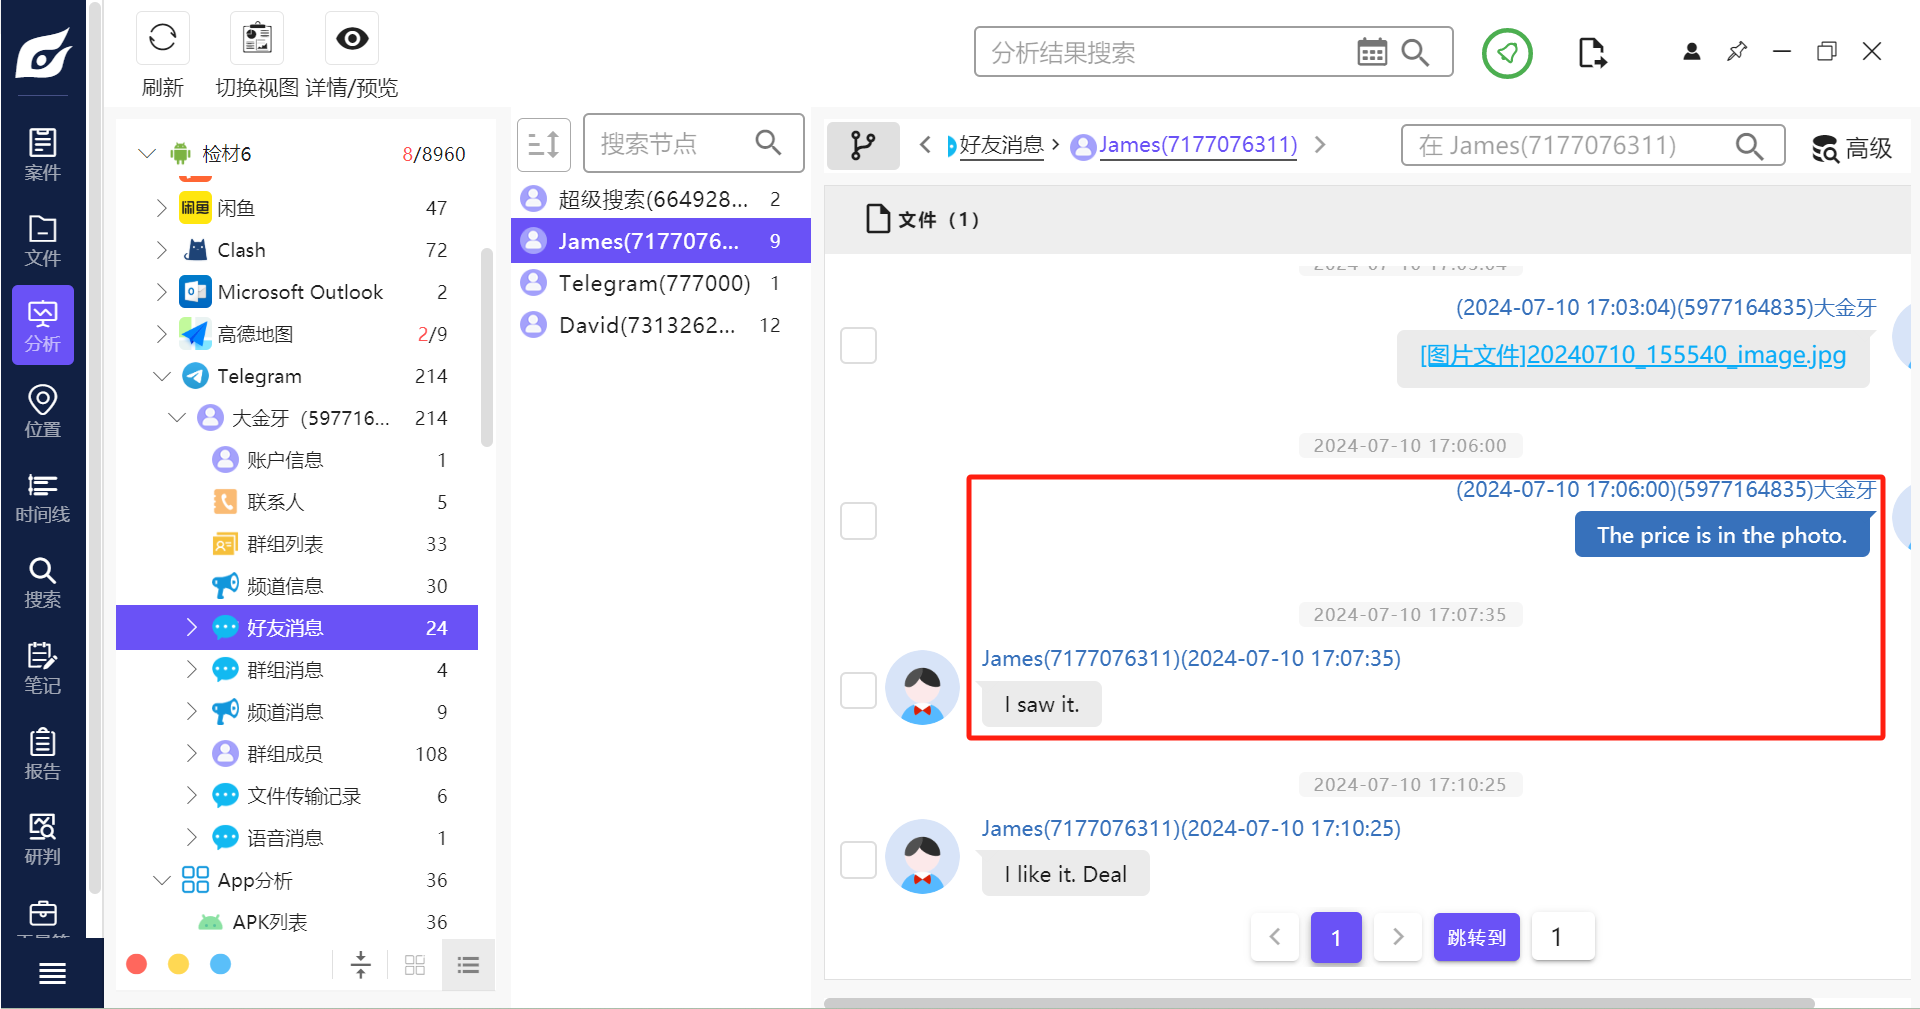 刷新
切换视图
详情/预览
分析结果搜索
案件
文件
分析
位置
时间线
搜索
笔记
报告
研判
检材6 8/8960
闲鱼 47
Clash 72
Microsoft Outlook 2
高德地图 2/9
Telegram 214
大金牙（597716... 214
账户信息 1
联系人 5
群组列表 33
频道信息 30
好友消息 24
群组消息 4
频道消息 9
群组成员 108
文件传输记录 6
语音消息 1
App分析 36
APK列表 36
搜索节点
超级搜索(664928... 2
James(7177076... 9
Telegram(777000) 1
David(7313262... 12
好友消息 › James(7177076311)
在 James(7177076311)
高级
文件（1）
(2024-07-10 17:03:04)(5977164835)大金牙
[图片文件]20240710_155540_image.jpg
2024-07-10 17:06:00
(2024-07-10 17:06:00)(5977164835)大金牙
The price is in the photo.
2024-07-10 17:07:35
James(7177076311)(2024-07-10 17:07:35)
I saw it.
2024-07-10 17:10:25
James(7177076311)(2024-07-10 17:10:25)
I like it. Deal
1
跳转到
1